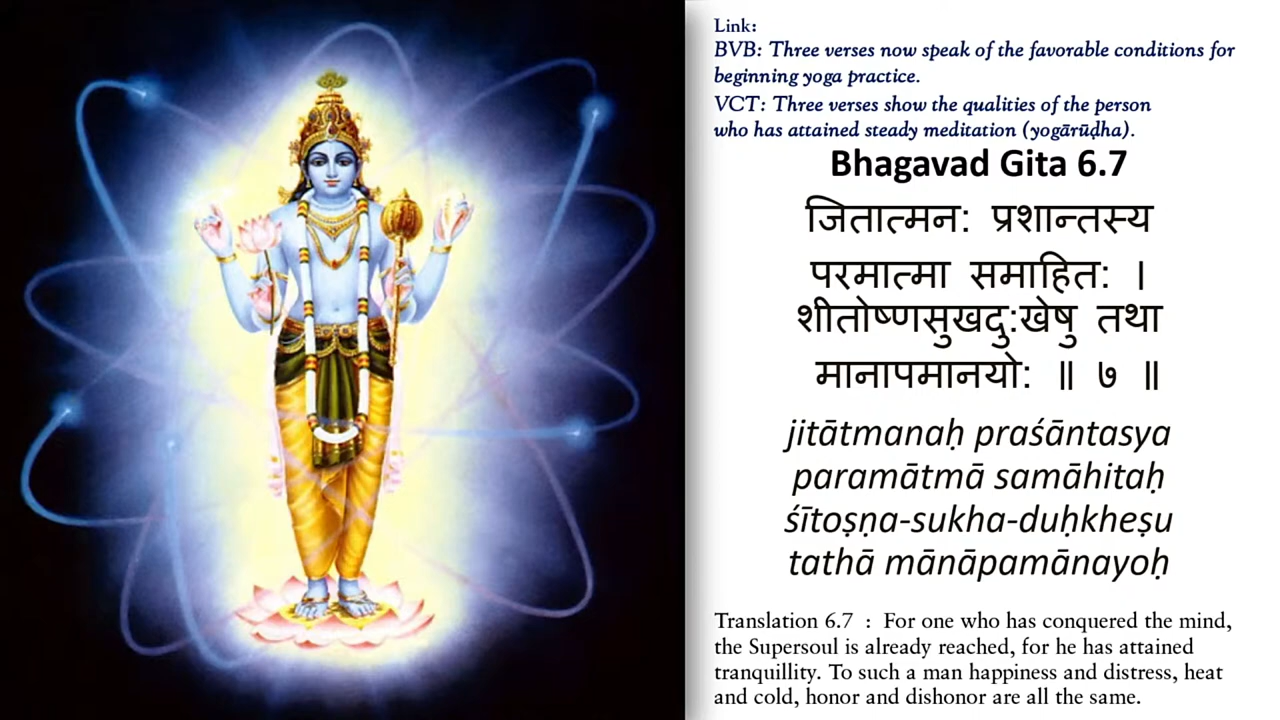 Link:
BVB: Three verses now speak of the favorable conditions for
beginning yoga practice.
VCT: Three verses show the qualities of the person
who has attained steady meditation (yogārūḍha).
Bhagavad Gita 6.7
जितात्मन: प्रशान्तस्य
परमात्मा समाहित: ।
शीतोष्णसुखदु:खेषु तथा
मानापमानयो: ॥ ७ ॥
jitātmanaḥ praśāntasya
paramātmā samāhitaḥ
śītoṣṇa-sukha-duḥkheṣu
tathā mānāpamānayoḥ
Translation 6.7 : For one who has conquered the mind,
the Supersoul is already reached, for he has attained
tranquillity. To such a man happiness and distress, heat
and cold, honor and dishonor are all the same.